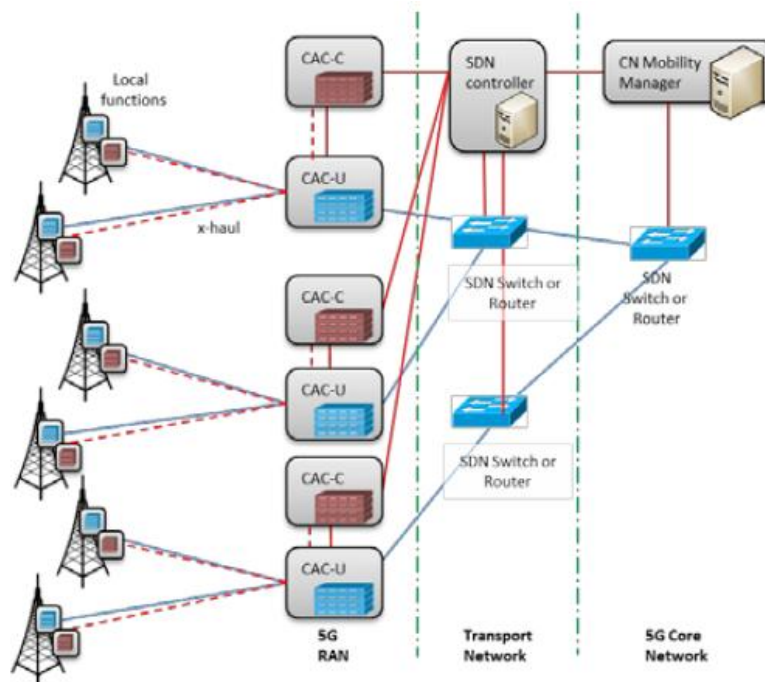 CAC-C
SDN
controller
CN Mobility
Manager
Local
functions
CAC-U
x-haul
SDN Switch or
Router
SDN
Switch or
Router
CAC-C
CAC-U
SDN Switch or
Router
CAC-C
CAC-U
5G
RAN
Transport
Network
5G Core
Network